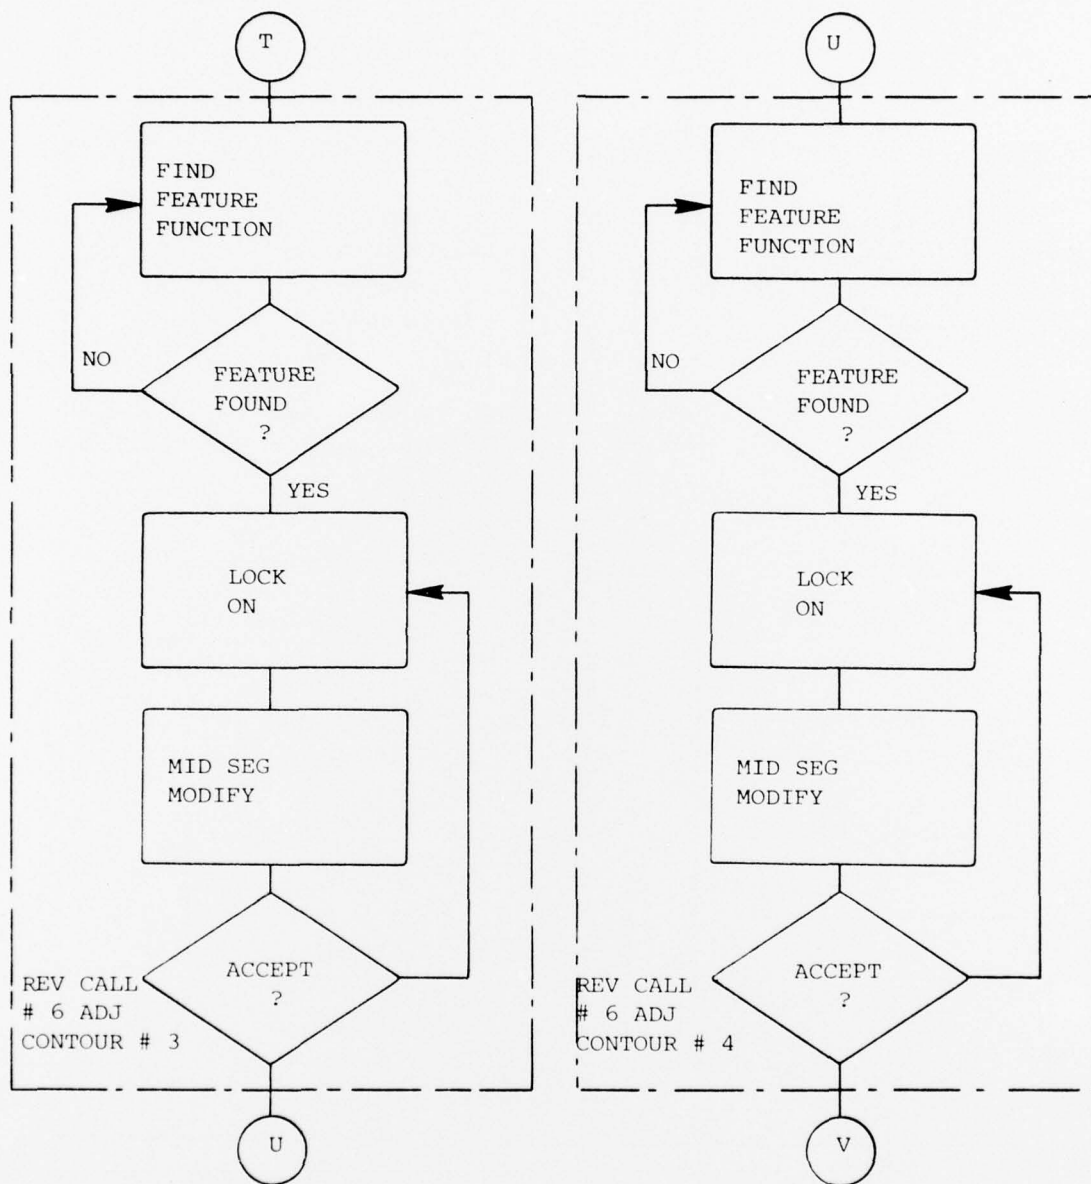 T
FIND
FEATURE
FUNCTION
NO
FEATURE
FOUND
?
YES
LOCK
ON
MID SEG
MODIFY
ACCEPT
?
REV CALL
# 6 ADJ
CONTOUR # 3
U
U
FIND
FEATURE
FUNCTION
NO
FEATURE
FOUND
?
YES
LOCK
ON
MID SEG
MODIFY
ACCEPT
?
REV CALL
# 6 ADJ
CONTOUR # 4
V